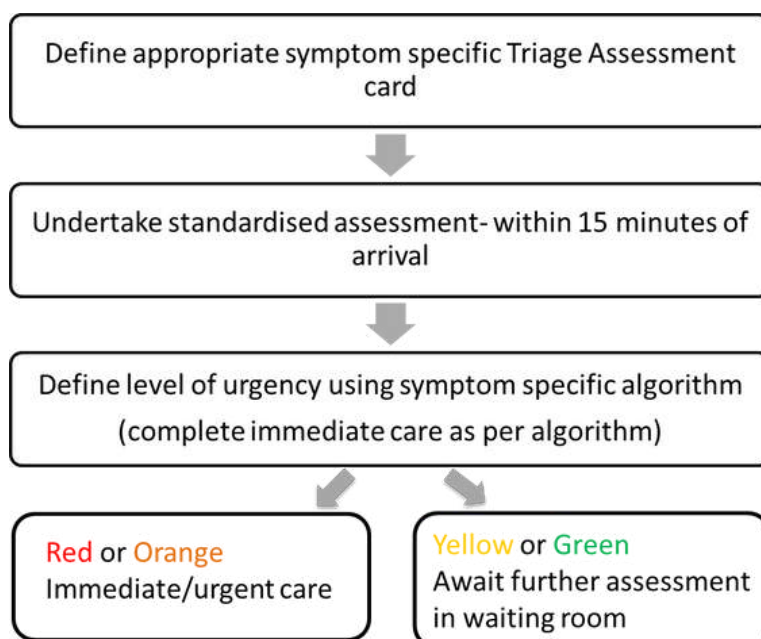 Define appropriate symptom specific Triage Assessment
card
Undertake standardised assessment- within 15 minutes of
arrival
Define level of urgency using symptom specific algorithm
(complete immediate care as per algorithm)
Red or Orange
Immediate/urgent care
Yellow or Green
Await further assessment
in waiting room